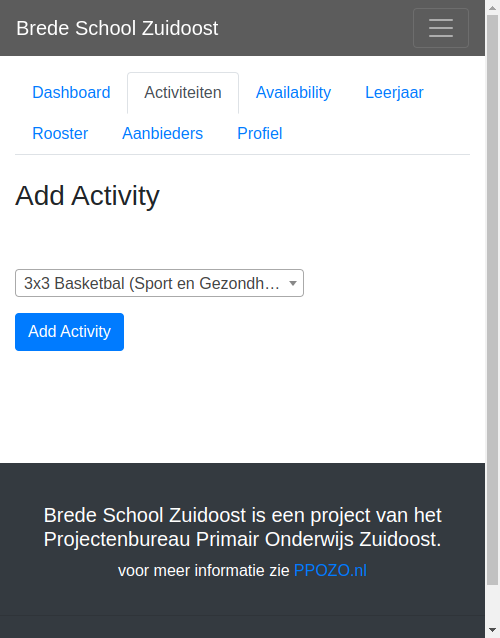 Brede School Zuidoost
Dashboard Activiteiten Availability Leerjaar
Rooster Aanbieders Profiel
Add Activity
3x3 Basketbal (Sport en Gezondh…
Add Activity
Brede School Zuidoost is een project van het
Projectenbureau Primair Onderwijs Zuidoost.
voor meer informatie zie PPOZO.nl